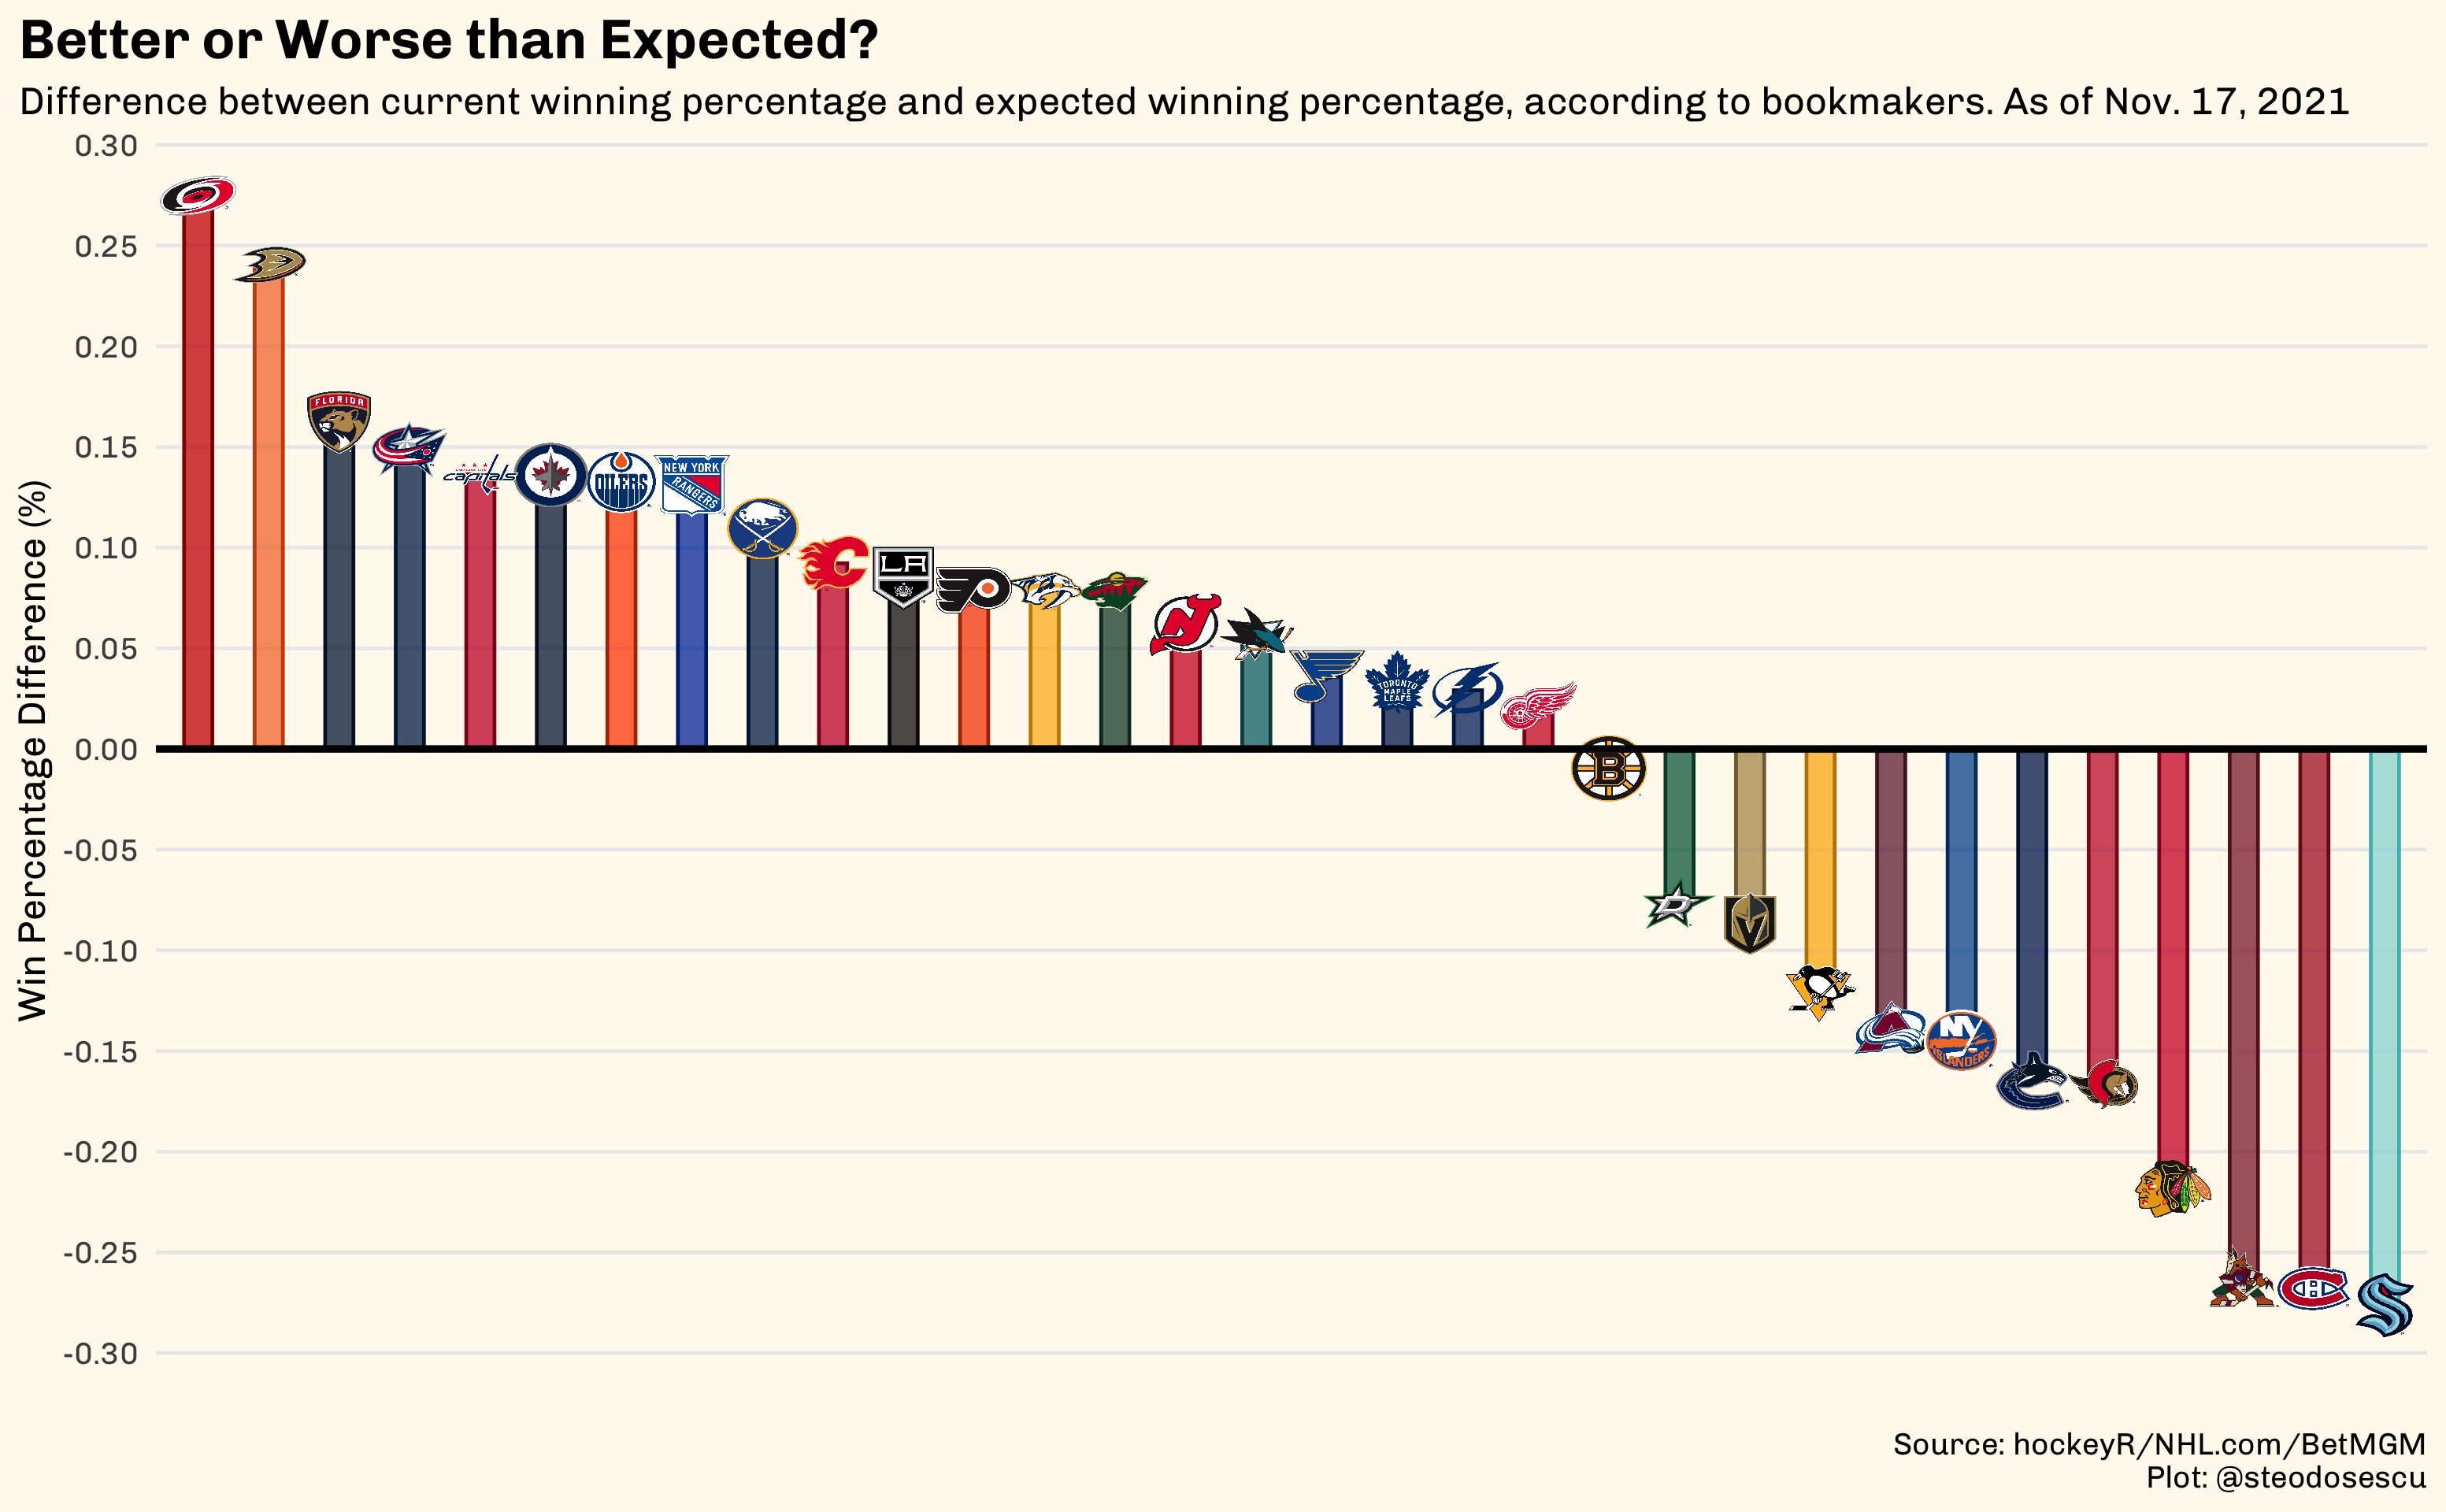 Better or Worse than Expected?
Difference between current winning percentage and expected winning percentage, according to bookmakers. As of Nov. 17, 2021
Win Percentage Difference (%)
0.30
0.25
0.20
0.15
0.10
0.05
0.00
-0.05
-0.10
-0.15
-0.20
-0.25
-0.30
FLORIDA
capitals
OILERS
NEW YORK
RANGERS
C
LA
NJ
TORONTO
MAPLE
LEAFS
B
D
NY
ISLANDERS
Source: hockeyR/NHL.com/BetMGM
Plot: @steodosescu